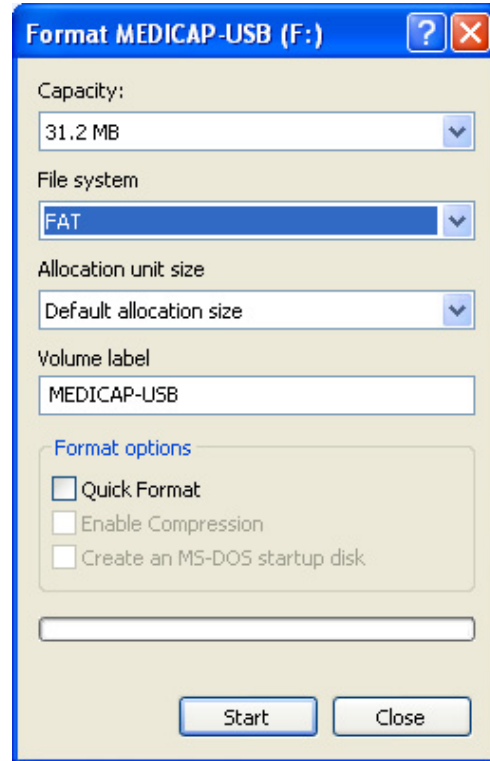 Format MEDICAP-USB (F:)
Capacity:
31.2 MB
File system
FAT
Allocation unit size
Default allocation size
Volume label
MEDICAP-USB
Format options
Quick Format
Enable Compression
Create an MS-DOS startup disk
Start Close